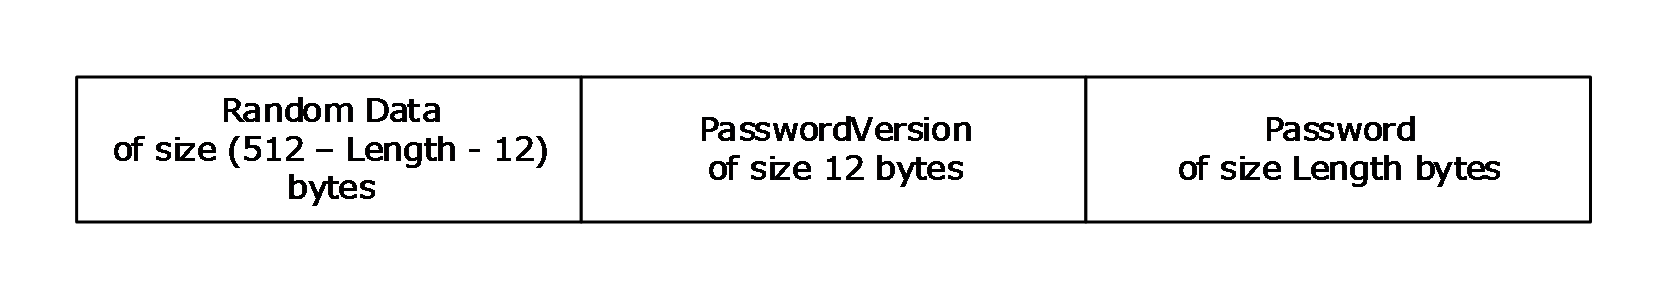 Random Data
of size (512 – Length - 12)
bytes
PasswordVersion
of size 12 bytes
Password
of size Length bytes